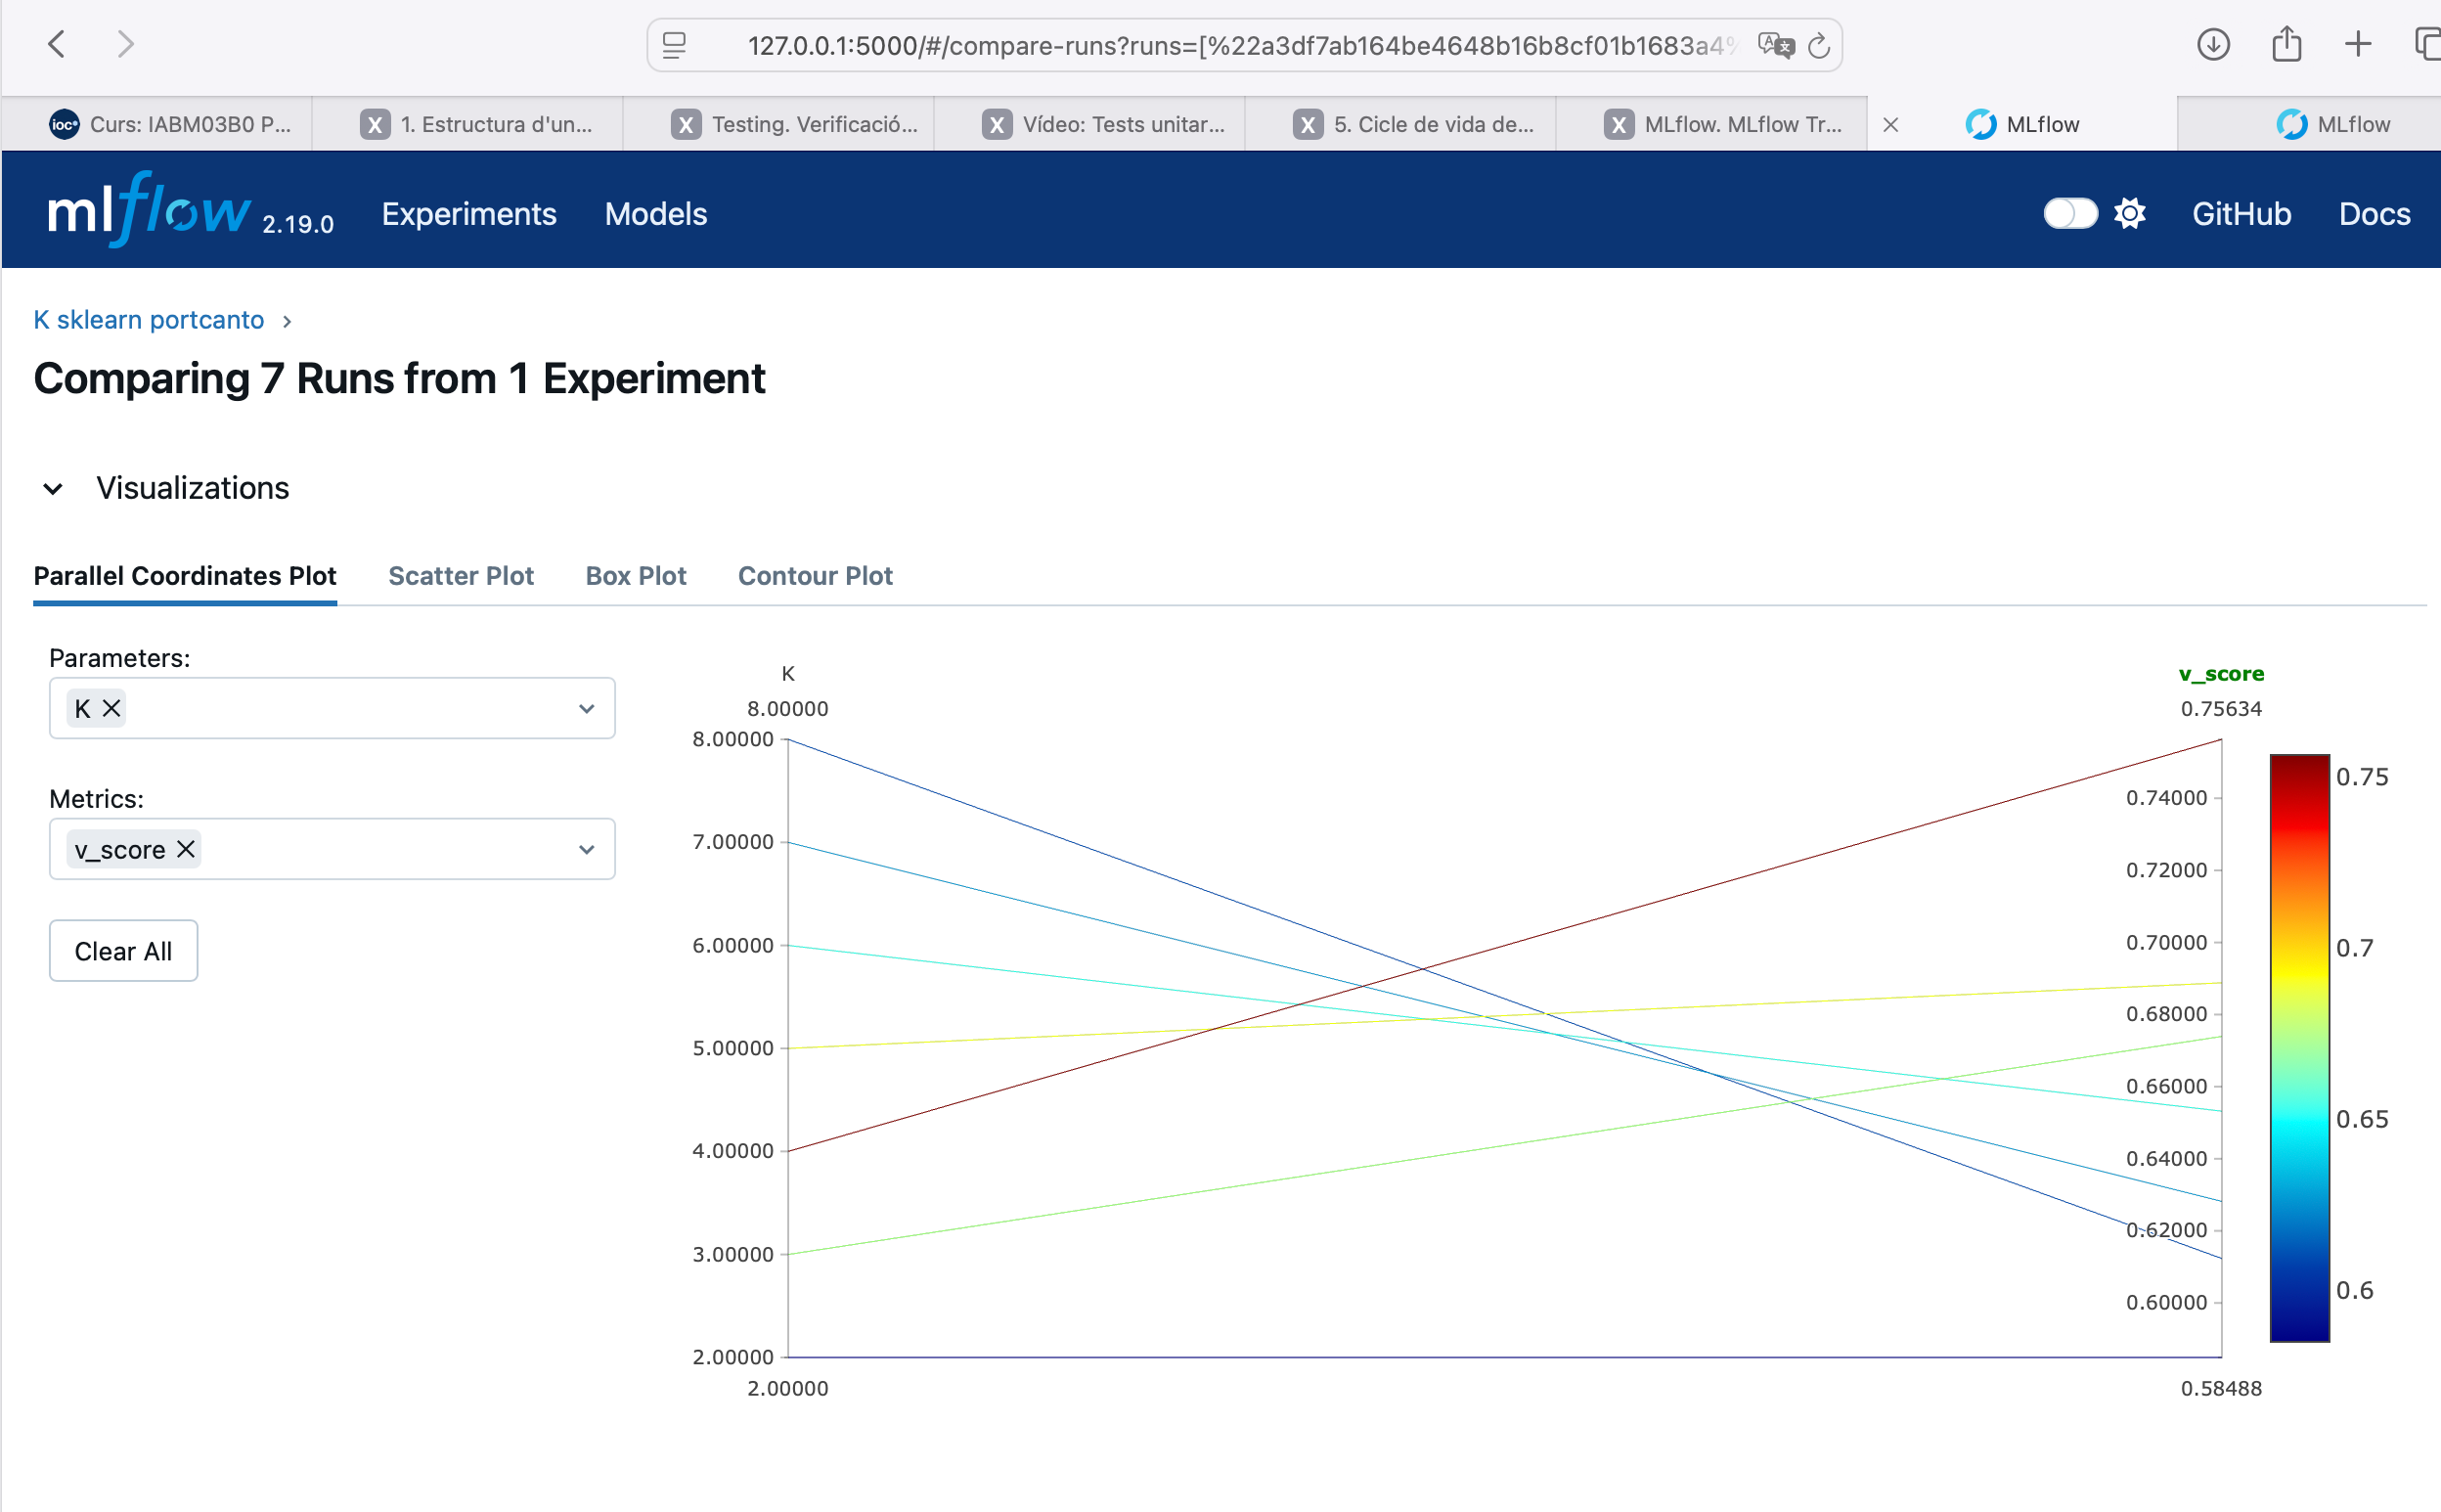 127.0.0.1:5000/#/compare-runs?runs=[%22a3df7ab164be4648b16b8cf01b1683a4%
ioc Curs: IABM03B0 P...
X 1. Estructura d'un...
X Testing. Verificació...
X Vídeo: Tests unitar...
X 5. Cicle de vida de...
X MLflow. MLflow Tr...
MLflow
MLflow
mlflow 2.19.0
Experiments
Models
GitHub
Docs
K sklearn portcanto
Comparing 7 Runs from 1 Experiment
Visualizations
Parallel Coordinates Plot
Scatter Plot
Box Plot
Contour Plot
Parameters:
K
Metrics:
v_score
Clear All
K
8.00000
8.00000
7.00000
6.00000
5.00000
4.00000
3.00000
2.00000
2.00000
v_score
0.75634
0.74000
0.72000
0.70000
0.68000
0.66000
0.64000
0.62000
0.60000
0.58488
0.75
0.7
0.65
0.6